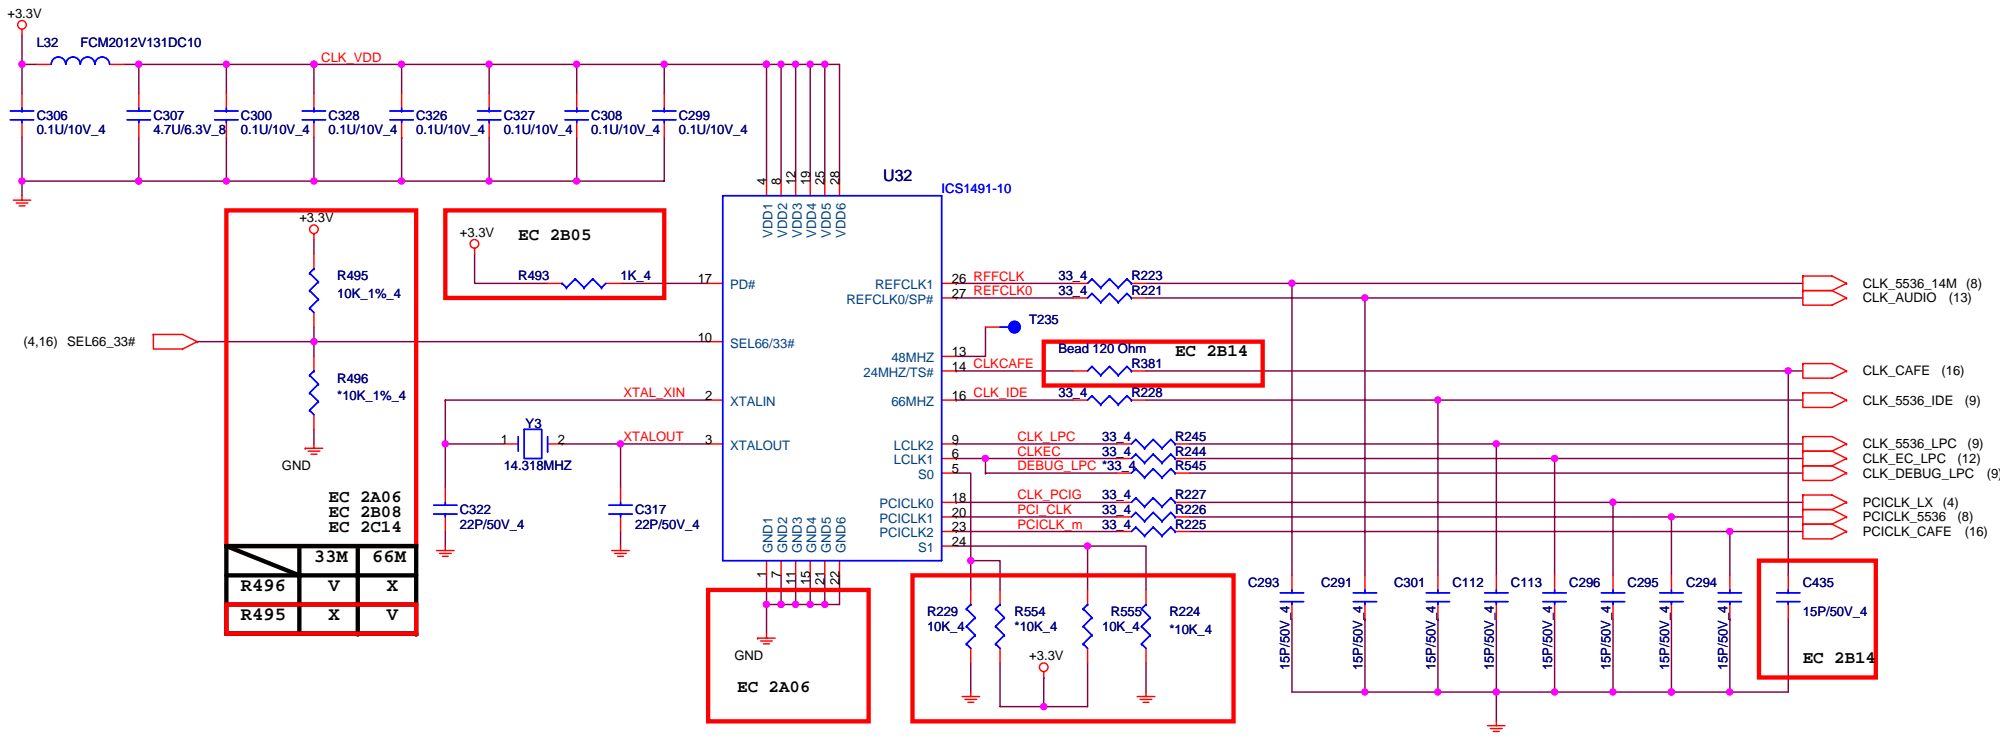 +3.3V
L32 FCM2012V131DC10
CLK_VDD
C306 0.1U/10V_4
C307 4.7U/6.3V_8
C300 0.1U/10V_4
C328 0.1U/10V_4
C326 0.1U/10V_4
C327 0.1U/10V_4
C308 0.1U/10V_4
C299 0.1U/10V_4
U32
ICS1491-10
4 8 12 19 25 28
VDD1 VDD2 VDD3 VDD4 VDD5 VDD6
+3.3V
R495
10K_1%_4
(4,16) SEL66_33#
R496
*10K_1%_4
GND
EC 2A06
EC 2B08
EC 2C14
33M 66M
R496 V X
R495 X V
+3.3V
EC 2B05
R493 1K_4
17 PD#
10 SEL66/33#
XTAL_XIN 2 XTALIN
1 Y3 2
14.318MHZ
XTALOUT 3 XTALOUT
C322
22P/50V_4
C317
22P/50V_4
GND1 GND2 GND3 GND4 GND5 GND6
1 7 11 15 21 22
GND
EC 2A06
REFCLK1 26 RFFCLK 33_4 R223 CLK_5536_14M (8)
REFCLK0/SP# 27 REFCLK0 33_4 R221 CLK_AUDIO (13)
T235
48MHZ 13
Bead 120 Ohm EC 2B14
24MHZ/TS# 14 CLKCAFE R381 CLK_CAFE (16)
66MHZ 16 CLK_IDE 33_4 R228 CLK_5536_IDE (9)
LCLK2 9 CLK_LPC 33_4 R245 CLK_5536_LPC (9)
LCLK1 6 CLKEC 33_4 R244 CLK_EC_LPC (12)
S0 5 DEBUG_LPC *33_4 R545 CLK_DEBUG_LPC (9)
PCICLK0 18 CLK_PCIG 33_4 R227 PCICLK_LX (4)
PCICLK1 20 PCI_CLK 33_4 R226 PCICLK_5536 (8)
PCICLK2 23 PCICLK_m 33_4 R225 PCICLK_CAFE (16)
S1 24
R229
10K_4
R554
*10K_4
R555
10K_4
R224
*10K_4
+3.3V
C293 15P/50V_4
C291 15P/50V_4
C301 15P/50V_4
C112 15P/50V_4
C113 15P/50V_4
C296 15P/50V_4
C295 15P/50V_4
C294 15P/50V_4
C435
15P/50V_4
EC 2B14